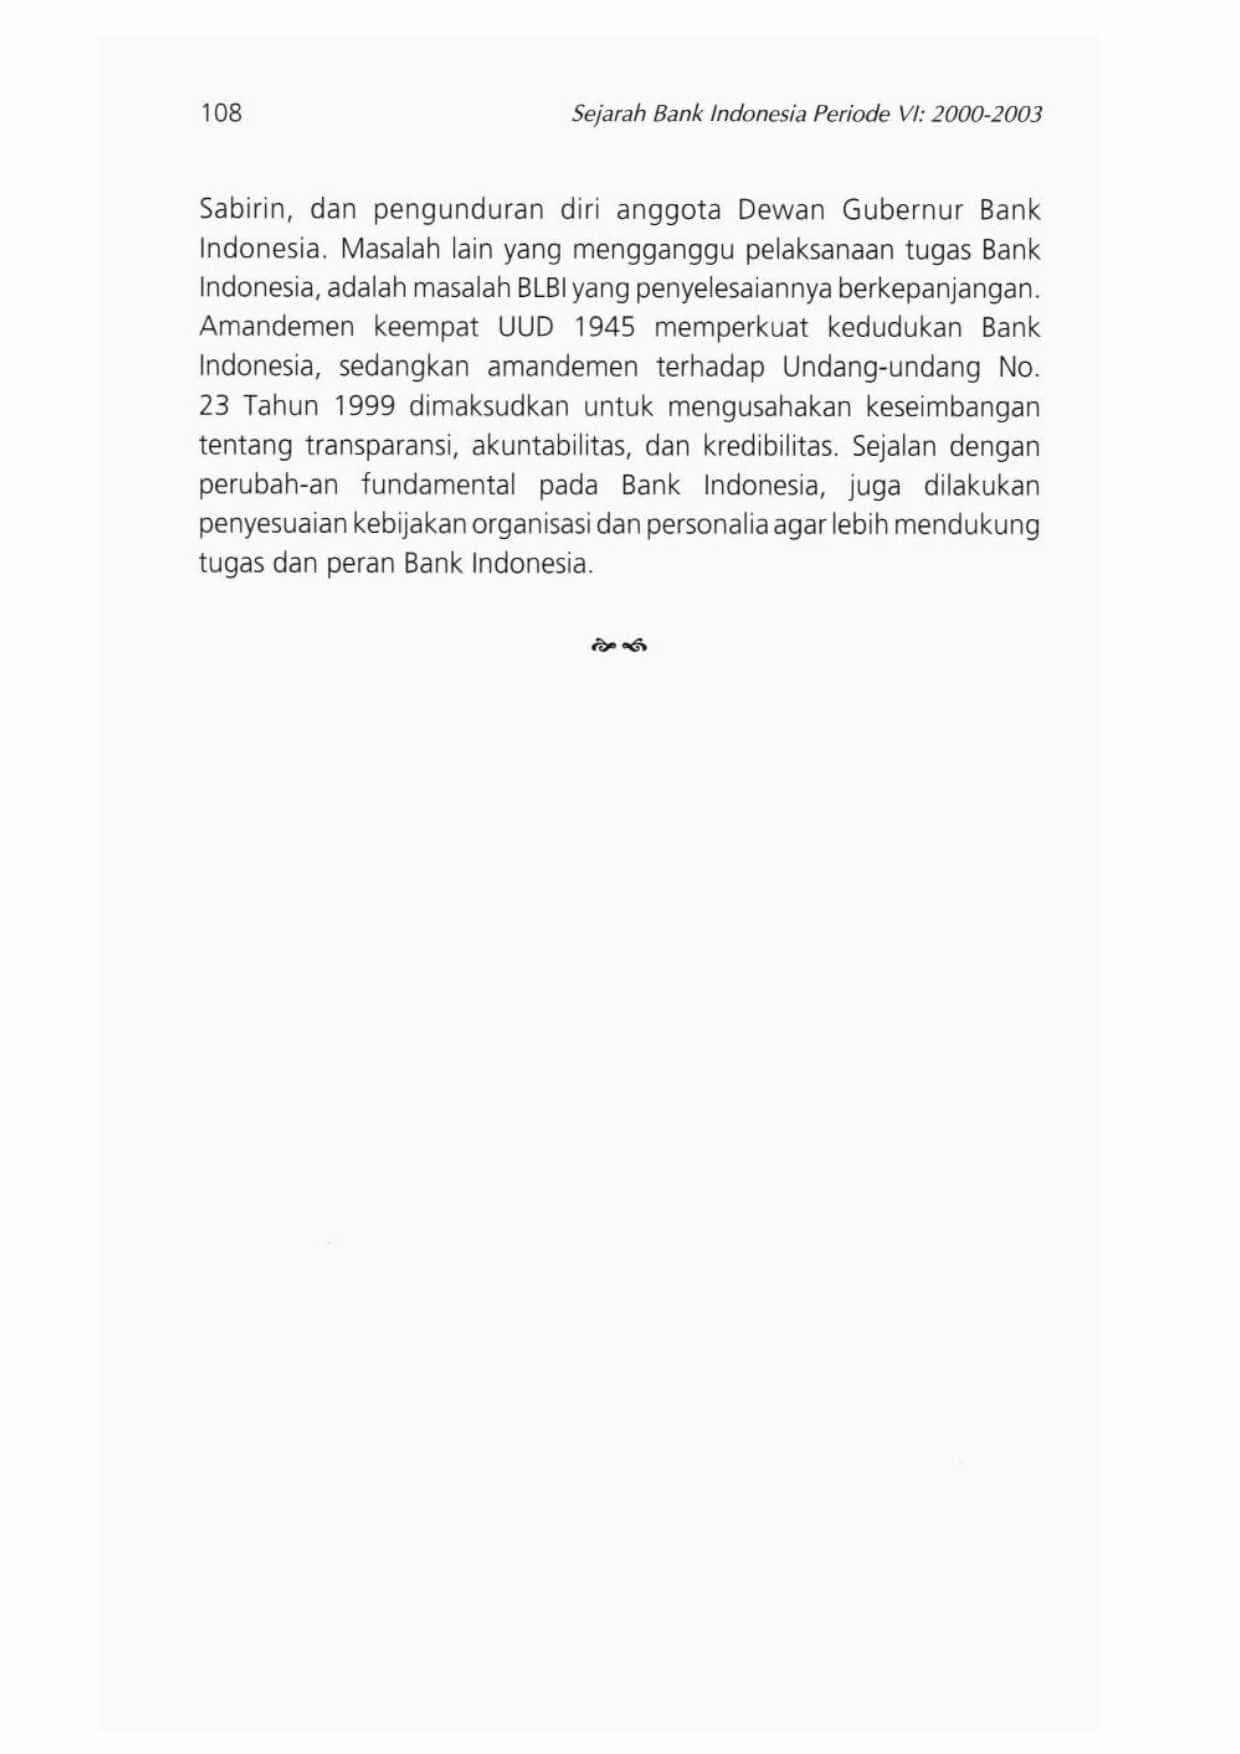 108
Sejarah Bank Indonesia Periode VI: 2000-2003
Sabirin, dan pengunduran diri anggota Dewan Gubernur Bank
Indonesia. Masalah lain yang mengganggu pelaksanaan tugas Bank
Indonesia, adalah masalah BLBI yang penyelesaiannya berkepanjangan.
Amandemen keempat UUD 1945 memperkuat kedudukan Bank
Indonesia, sedangkan amandemen terhadap Undang-undang No.
23 Tahun 1999 dimaksudkan untuk mengusahakan keseimbangan
tentang transparansi, akuntabilitas, dan kredibilitas. Sejalan dengan
perubah-an fundamental pada Bank Indonesia, juga dilakukan
penyesuaian kebijakan organisasi dan personalia agar lebih mendukung
tugas dan peran Bank Indonesia.